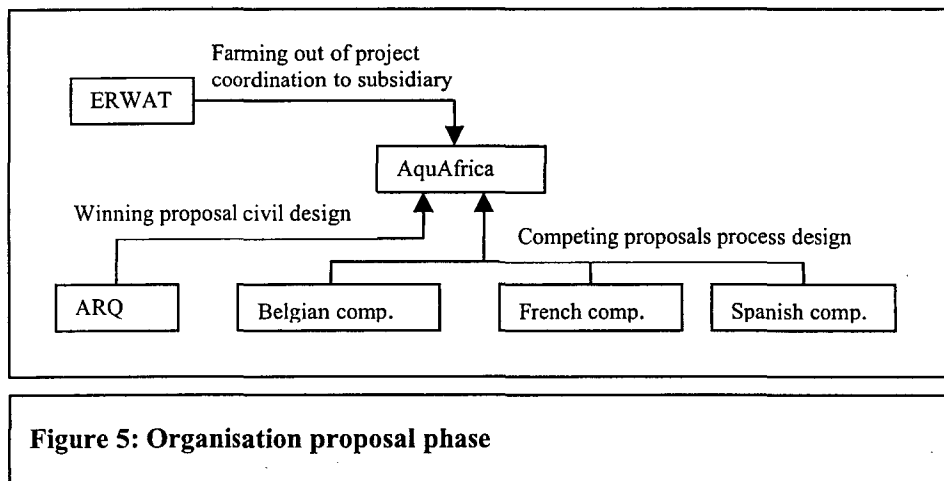 Farming out of project
coordination to subsidiary
ERWAT
AquAfrica
Winning proposal civil design
Competing proposals process design
ARQ
Belgian comp.
French comp.
Spanish comp.
Figure 5: Organisation proposal phase